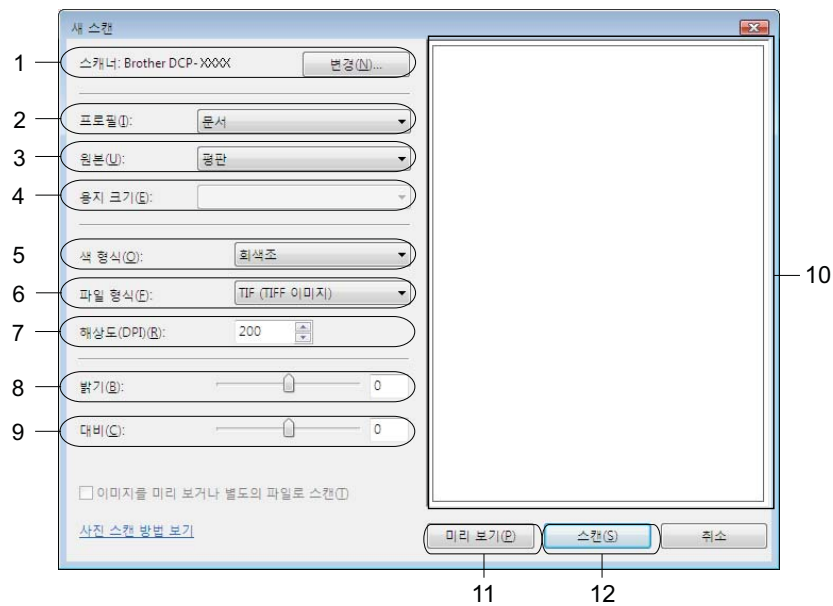 새 스캔
1 스캐너: Brother DCP-XXXX 변경(N)...
2 프로필(I): 문서
3 원본(U): 평판
4 용지 크기(E):
5 색 형식(O): 회색조
6 파일 형식(F): TIF (TIFF 이미지)
7 해상도(DPI)(R): 200
8 밝기(B): 0
9 대비(C): 0
10
이미지를 미리 보거나 별도의 파일로 스캔(T)
사진 스캔 방법 보기
미리 보기(P) 스캔(S) 취소
11 12